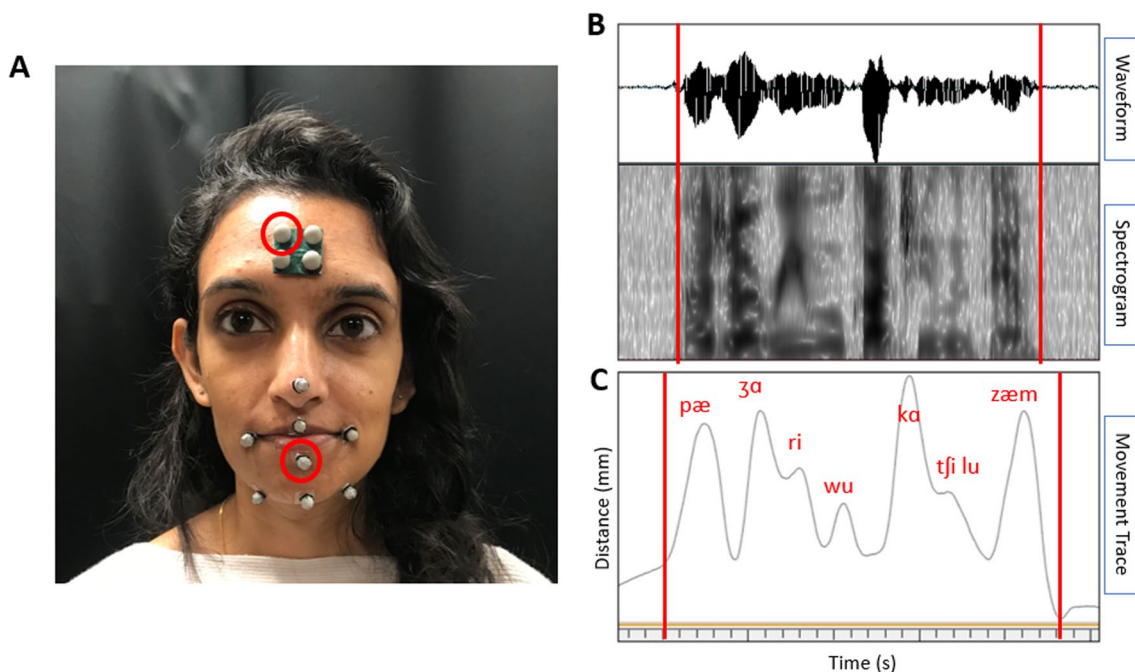 A
B
Waveform
Spectrogram
C
pæ
ʒɑ
ri
wu
kɑ
tʃi lu
zæm
Distance (mm)
Movement Trace
Time (s)